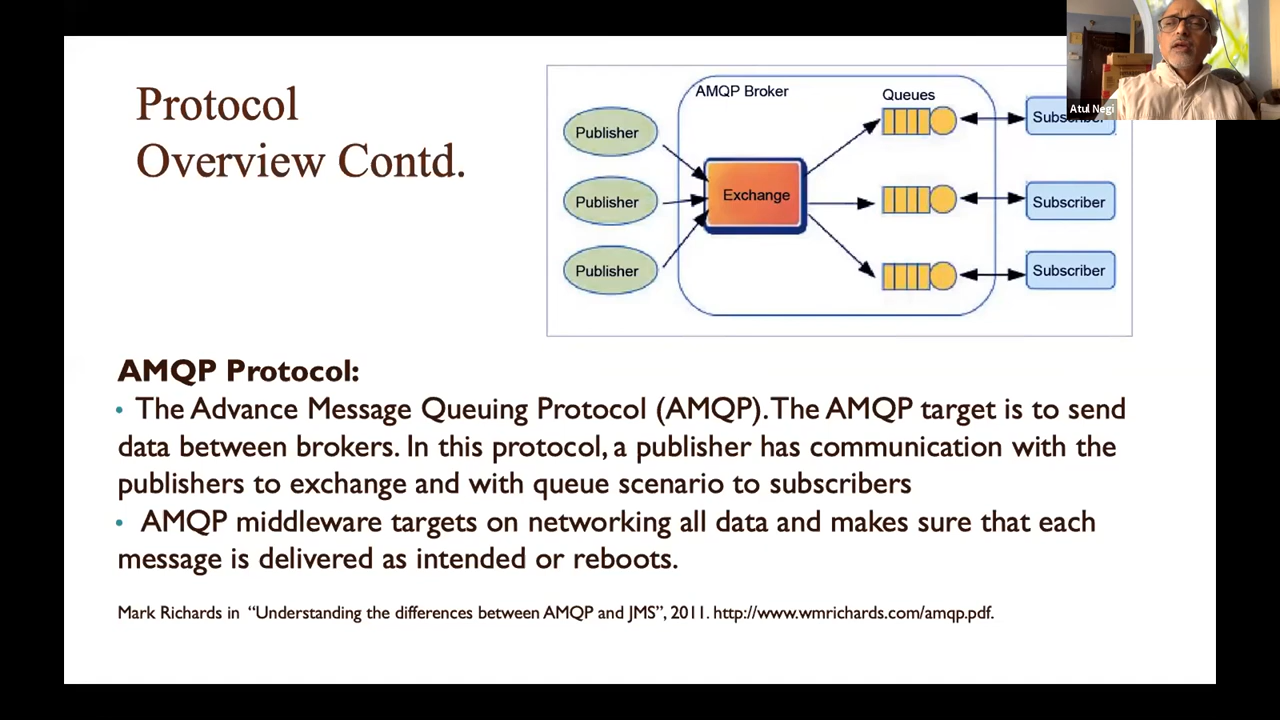 Protocol
Overview Contd.
AMQP Broker
Queues
Publisher
Publisher
Publisher
Exchange
Subscriber
Subscriber
Subscriber
Atul Negi
AMQP Protocol:
• The Advance Message Queuing Protocol (AMQP). The AMQP target is to send
data between brokers. In this protocol, a publisher has communication with the
publishers to exchange and with queue scenario to subscribers
• AMQP middleware targets on networking all data and makes sure that each
message is delivered as intended or reboots.
Mark Richards in “Understanding the differences between AMQP and JMS”, 2011. http://www.wmrichards.com/amqp.pdf.